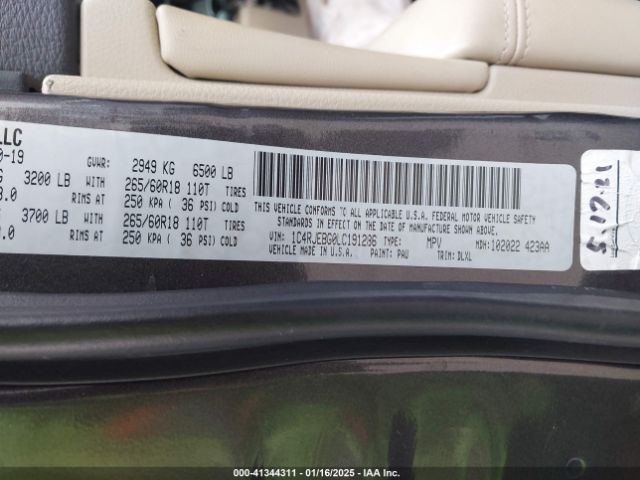 LLC
0-19
GVWR: 2949 KG 6500 LB
G 3200 LB WITH 265/60R18 110T TIRES
8.0 RIMS AT 250 KPA ( 36 PSI) COLD
3700 LB WITH 265/60R18 110T TIRES
.0 RIMS AT 250 KPA ( 36 PSI) COLD
THIS VEHICLE CONFORMS TO ALL APPLICABLE U.S.A. FEDERAL MOTOR VEHICLE SAFETY
STANDARDS IN EFFECT ON THE DATE OF MANUFACTURE SHOWN ABOVE.
VIN: 1C4RJEBG0LC191286 TYPE: MPV MDH: 102022 423AA
VEHICLE MADE IN U.S.A. PAINT: PAU TRIM: DLXL
000-41344311 | 01/16/2025 | IAA Inc.